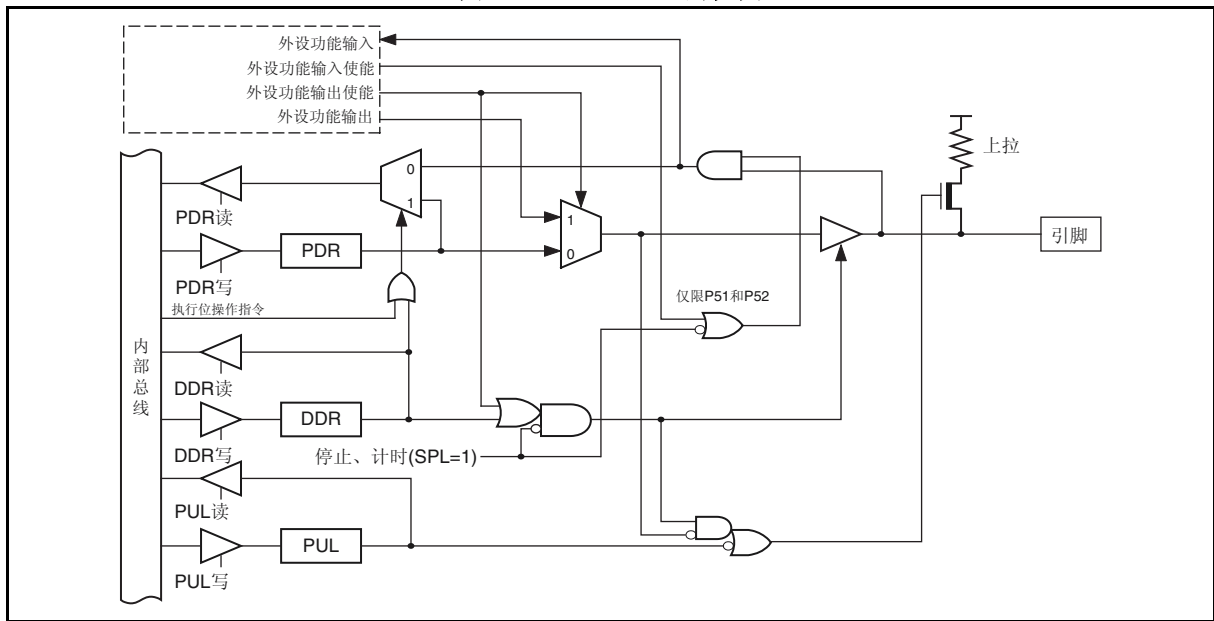 外设功能输入
外设功能输入使能
外设功能输出使能
外设功能输出
上拉
0
1
PDR读
1
0
引脚
PDR
PDR写
仅限P51和P52
执行位操作指令
内部总线
DDR读
DDR
DDR写
停止、计时(SPL=1)
PUL读
PUL
PUL写